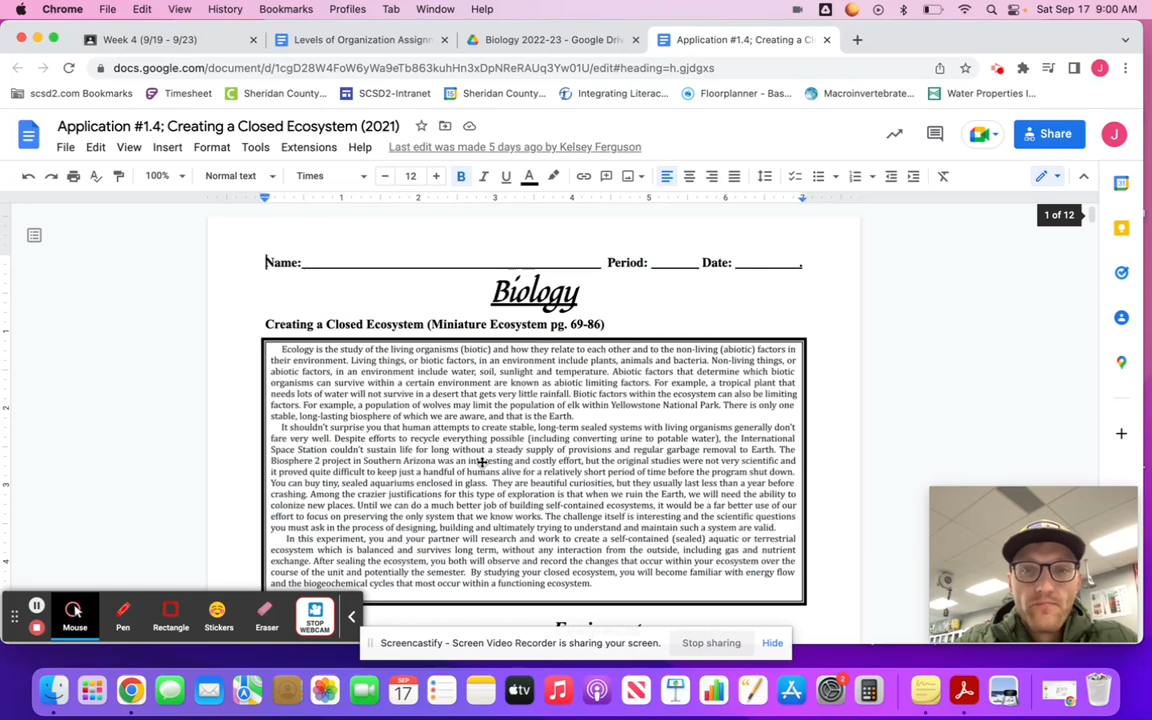 Chrome File Edit View History Bookmarks Profiles Tab Window Help Sat Sep 17 9:00 AM
Week 4 (9/19 - 9/23) Levels of Organization Assignm Biology 2022-23 - Google Driv Application #1.4; Creating a Cl
docs.google.com/document/d/1cgD28W4FoW6yWa9eTb863kuhHn3xDpNReRAUq3Yw01U/edit#heading=h.gjdgxs
scsd2.com Bookmarks Timesheet Sheridan County... SCSD2-Intranet Sheridan County... Integrating Literac... Floorplanner - Bas... Macroinvertebrate... Water Properties I...
Application #1.4; Creating a Closed Ecosystem (2021) Share J
File Edit View Insert Format Tools Extensions Help Last edit was made 5 days ago by Kelsey Ferguson
100% Normal text Times 12
1 2 3 4 5 6 7
1 of 12
Name: Period: Date: .
Biology
Creating a Closed Ecosystem (Miniature Ecosystem pg. 69-86)
Ecology is the study of the living organisms (biotic) and how they relate to each other and to the non-living (abiotic) factors in
their environment. Living things, or biotic factors, in an environment include plants, animals and bacteria. Non-living things, or
abiotic factors, in an environment include water, soil, sunlight and temperature. Abiotic factors that determine which biotic
organisms can survive within a certain environment are known as abiotic limiting factors. For example, a tropical plant that
needs lots of water will not survive in a desert that gets very little rainfall. Biotic factors within the ecosystem can also be limiting
factors. For example, a population of wolves may limit the population of elk within Yellowstone National Park. There is only one
stable, long-lasting biosphere of which we are aware, and that is the Earth.
It shouldn't surprise you that human attempts to create stable, long-term sealed systems with living organisms generally don't
fare very well. Despite efforts to recycle everything possible (including converting urine to potable water), the International
Space Station couldn't sustain life for long without a steady supply of provisions and regular garbage removal to Earth. The
Biosphere 2 project in Southern Arizona was an interesting and costly effort, but the original studies were not very scientific and
it proved quite difficult to keep just a handful of humans alive for a relatively short period of time before the program shut down.
You can buy tiny, sealed aquariums enclosed in glass. They are beautiful curiosities, but they usually last less than a year before
crashing. Among the crazier justifications for this type of exploration is that when we ruin the Earth, we will need the ability to
colonize new places. Until we can do a much better job of building self-contained ecosystems, it would be a far better use of our
effort to focus on preserving the only system that we know works. The challenge itself is interesting and the scientific questions
you must ask in the process of designing, building and ultimately trying to understand and maintain such a system are valid.
In this experiment, you and your partner will research and work to create a self-contained (sealed) aquatic or terrestrial
ecosystem which is balanced and survives long term, without any interaction from the outside, including gas and nutrient
exchange. After sealing the ecosystem, you both will observe and record the changes that occur within your ecosystem over the
course of the unit and potentially the semester. By studying your closed ecosystem, you will become familiar with energy flow
and the biogeochemical cycles that most occur within a functioning ecosystem.
Mouse Pen Rectangle Stickers Eraser STOP WEBCAM
Screencastify - Screen Video Recorder is sharing your screen. Stop sharing Hide
SEP
17
2